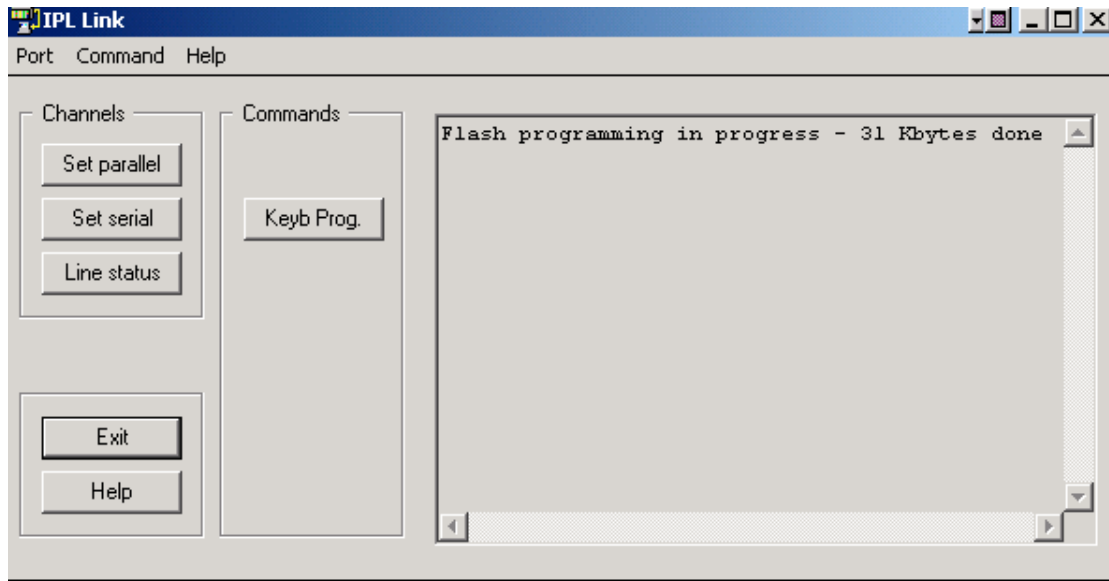 IPL Link
Port Command Help
Channels
Set parallel
Set serial
Line status
Exit
Help
Commands
Keyb Prog.
Flash programming in progress - 31 Kbytes done